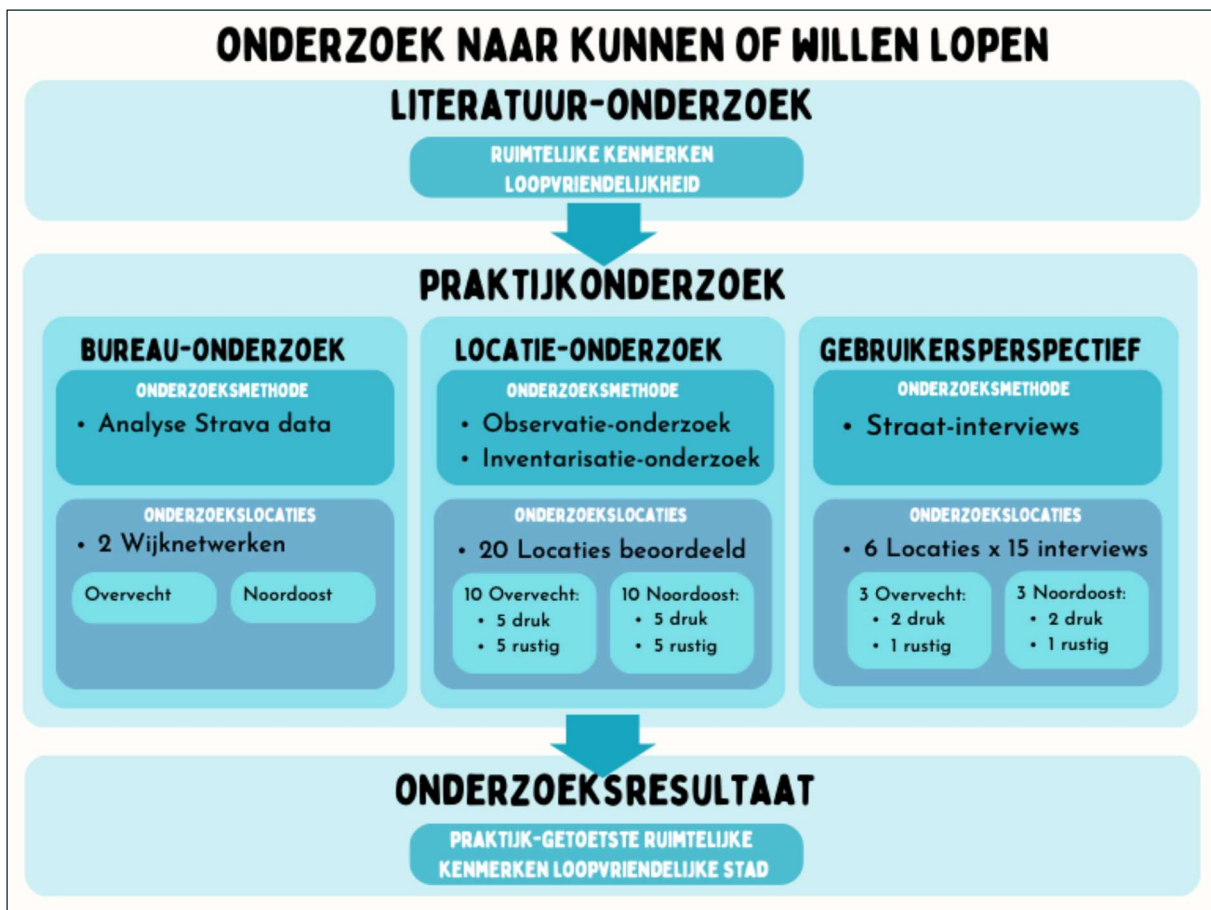 ONDERZOEK NAAR KUNNEN OF WILLEN LOPEN
LITERATUUR-ONDERZOEK
RUIMTELIJKE KENMERKEN
LOOPVRIENDELIJKHEID
PRAKTIJKONDERZOEK
BUREAU-ONDERZOEK
ONDERZOEKSMETHODE
• Analyse Strava data
ONDERZOEKSLOCATIES
• 2 Wijknetwerken
Overvecht
Noordoost
LOCATIE-ONDERZOEK
ONDERZOEKSMETHODE
• Observatie-onderzoek
• Inventarisatie-onderzoek
ONDERZOEKSLOCATIES
• 20 Locaties beoordeeld
10 Overvecht:
• 5 druk
• 5 rustig
10 Noordoost:
• 5 druk
• 5 rustig
GEBRUIKERSPERSPECTIEF
ONDERZOEKSMETHODE
• Straat-interviews
ONDERZOEKSLOCATIES
• 6 Locaties x 15 interviews
3 Overvecht:
• 2 druk
• 1 rustig
3 Noordoost:
• 2 druk
• 1 rustig
ONDERZOEKSRESULTAAT
PRAKTIJK-GETOETSTE RUIMTELIJKE
KENMERKEN LOOPVRIENDELIJKE STAD